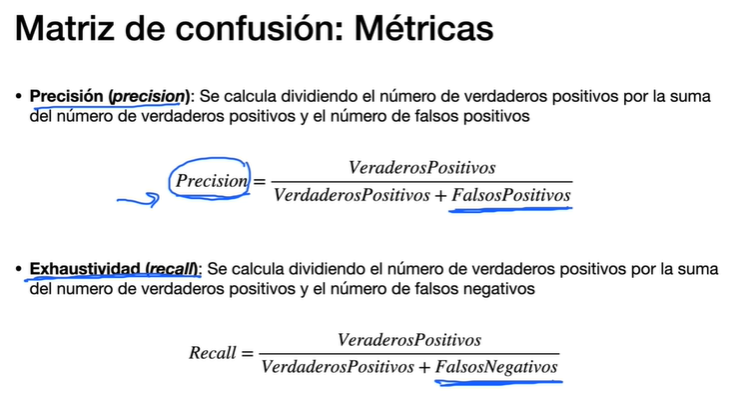 Matriz de confusión: Métricas
• Precisión (precision): Se calcula dividiendo el número de verdaderos positivos por la suma
del número de verdaderos positivos y el número de falsos positivos
Precision = VeraderosPositivos / VerdaderosPositivos + FalsosPositivos
• Exhaustividad (recall): Se calcula dividiendo el número de verdaderos positivos por la suma
del numero de verdaderos positivos y el número de falsos negativos
Recall = VeraderosPositivos / VerdaderosPositivos + FalsosNegativos